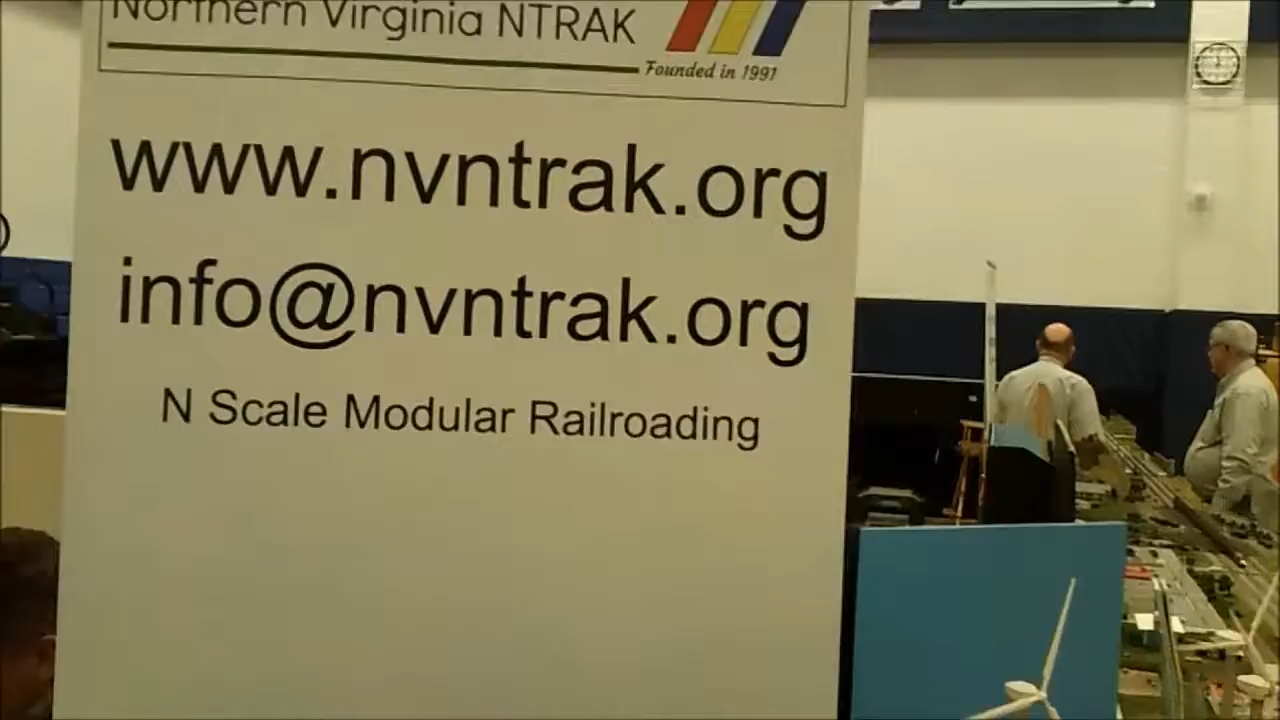 Northern Virginia NTRAK
Founded in 1991
www.nvntrak.org
info@nvntrak.org
N Scale Modular Railroading